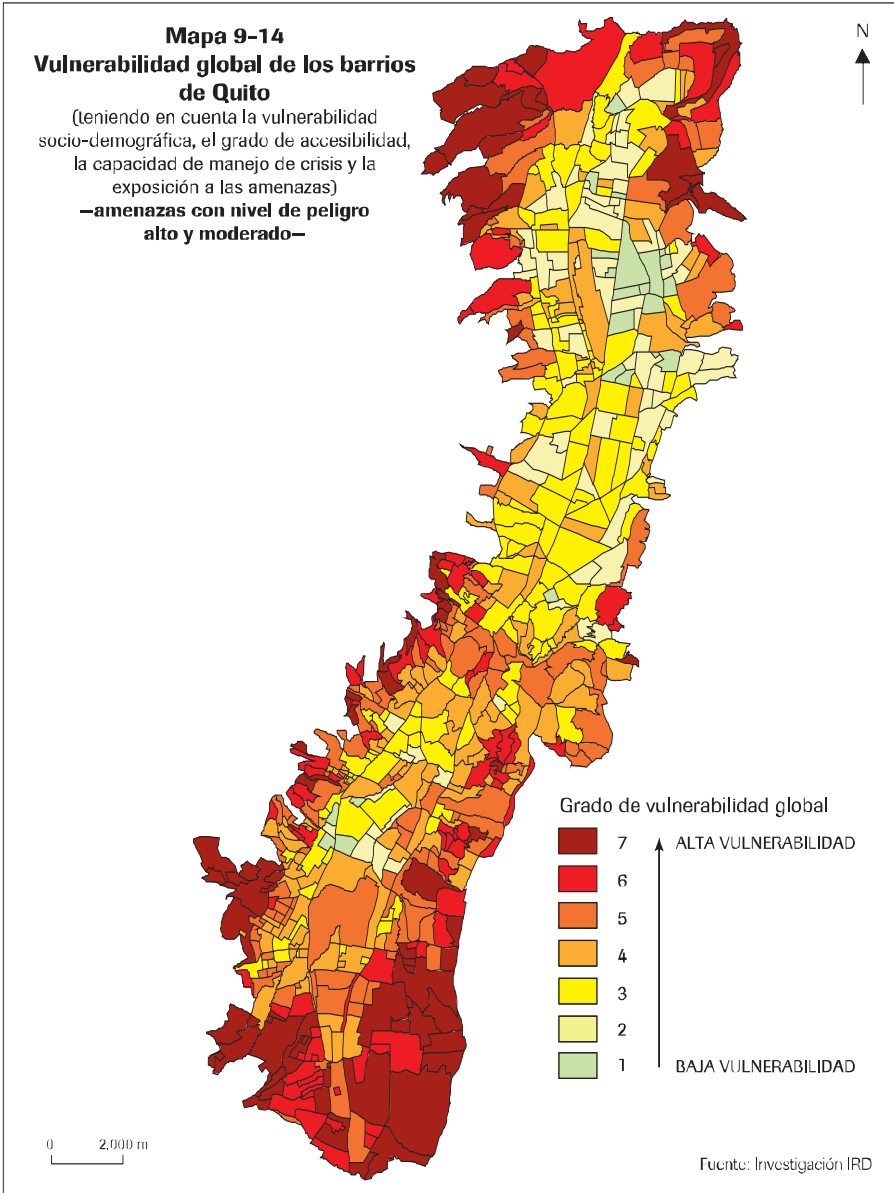 Mapa 9-14
Vulnerabilidad global de los barrios
de Quito
(teniendo en cuenta la vulnerabilidad
socio-demográfica, el grado de accesibilidad,
la capacidad de manejo de crisis y la
exposición a las amenazas)
—amenazas con nivel de peligro
alto y moderado—
N
Grado de vulnerabilidad global
7 ALTA VULNERABILIDAD
6
5
4
3
2
1 BAJA VULNERABILIDAD
0 2,000 m
Fuente: Investigación IRD